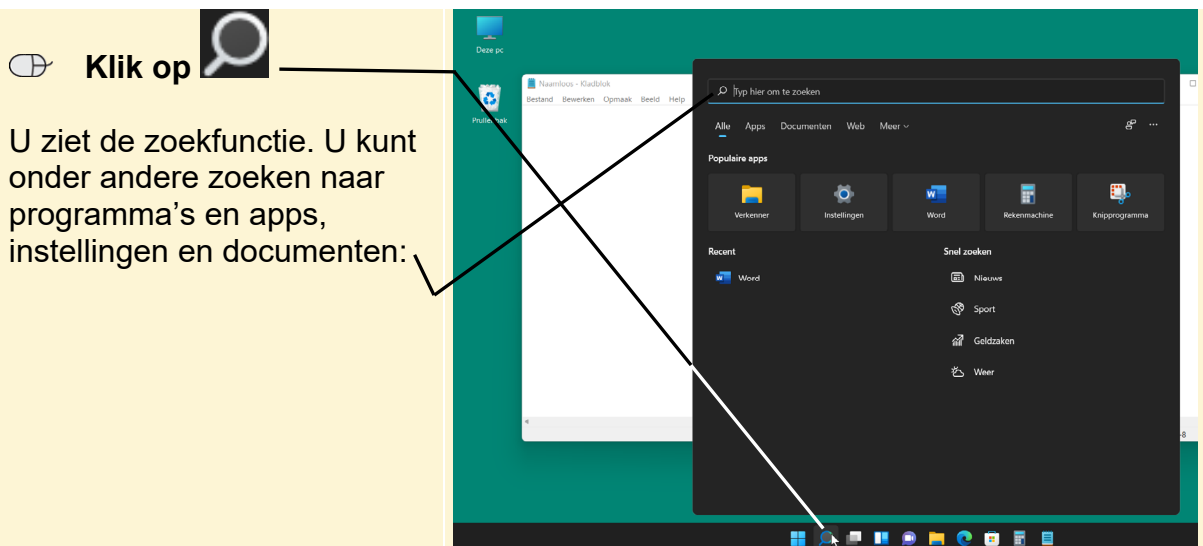 Klik op
U ziet de zoekfunctie. U kunt
onder andere zoeken naar
programma's en apps,
instellingen en documenten:
Deze pc
Prullenbak
Naamloos - Kladblok
Bestand Bewerken Opmaak Beeld Help
Typ hier om te zoeken
Alle Apps Documenten Web Meer
Populaire apps
Verkenner Instellingen Word Rekenmachine Knipprogramma
Recent Snel zoeken
Word Nieuws
Sport
Geldzaken
Weer
-8